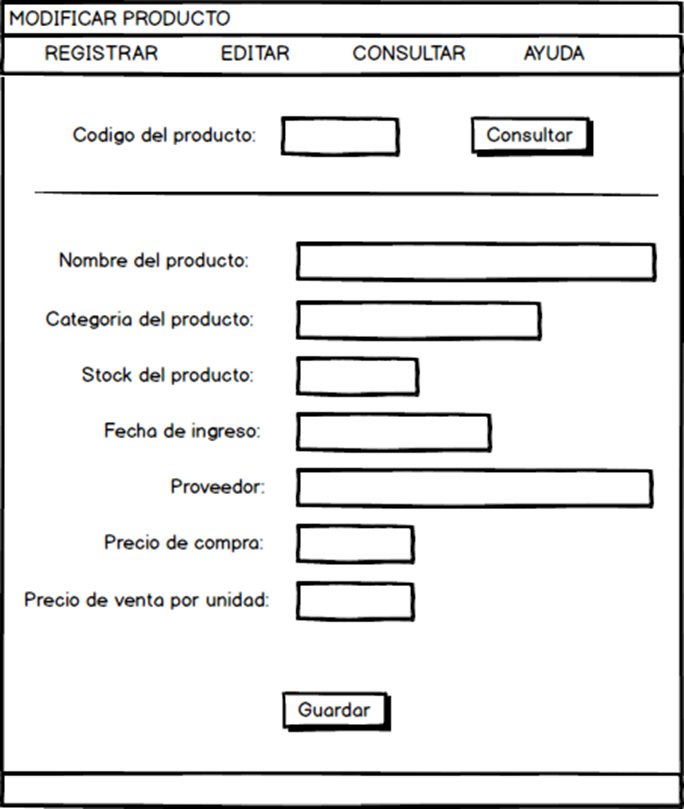 MODIFICAR PRODUCTO
REGISTRAR EDITAR CONSULTAR AYUDA
Codigo del producto: Consultar
Nombre del producto:
Categoria del producto:
Stock del producto:
Fecha de ingreso:
Proveedor:
Precio de compra:
Precio de venta por unidad:
Guardar